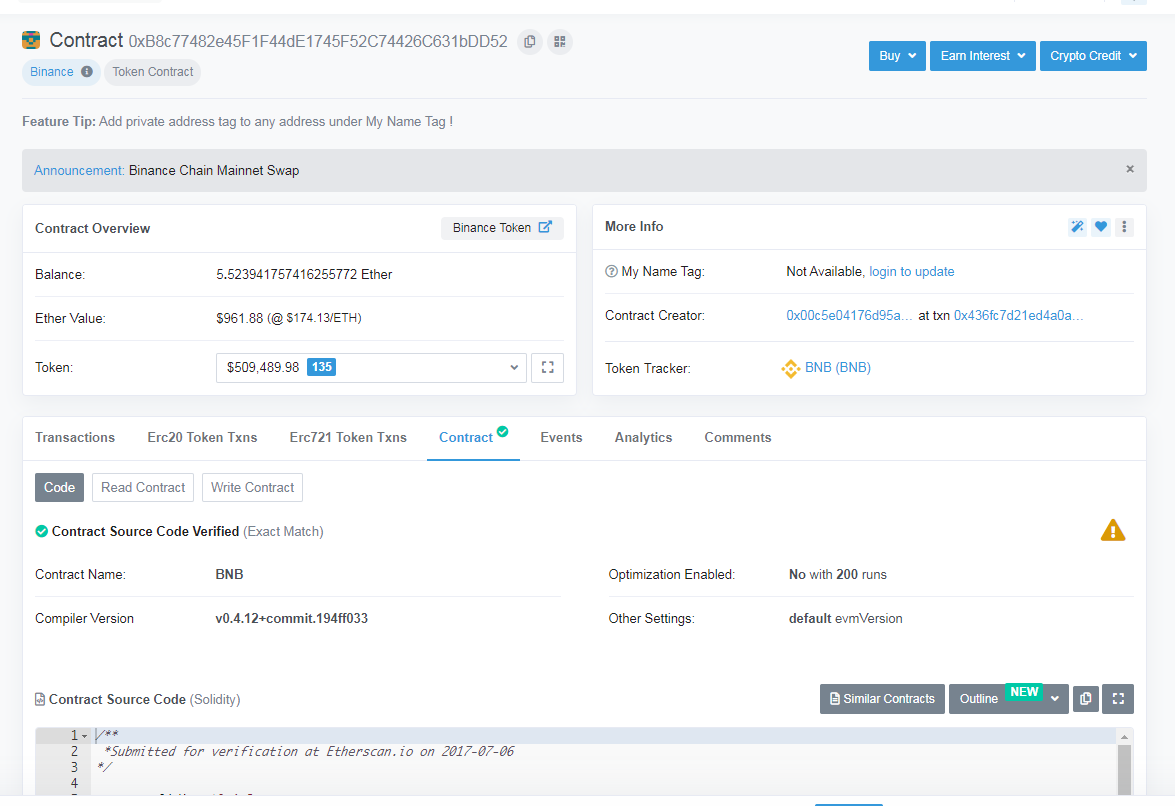 Contract 0xB8c77482e45F1F44dE1745F52C74426C631bDD52
Buy Earn Interest Crypto Credit
Binance Token Contract
Feature Tip: Add private address tag to any address under My Name Tag !
Announcement: Binance Chain Mainnet Swap ×
Contract Overview Binance Token
Balance: 5.523941757416255772 Ether
Ether Value: $961.88 (@ $174.13/ETH)
Token: $509,489.98 135
More Info
My Name Tag: Not Available, login to update
Contract Creator: 0x00c5e04176d95a... at txn 0x436fc7d21ed4a0a...
Token Tracker: BNB (BNB)
Transactions Erc20 Token Txns Erc721 Token Txns Contract Events Analytics Comments
Code Read Contract Write Contract
Contract Source Code Verified (Exact Match)
Contract Name: BNB Optimization Enabled: No with 200 runs
Compiler Version v0.4.12+commit.194ff033 Other Settings: default evmVersion
Contract Source Code (Solidity) Similar Contracts Outline NEW
1 /**
2 *Submitted for verification at Etherscan.io on 2017-07-06
3 */
4